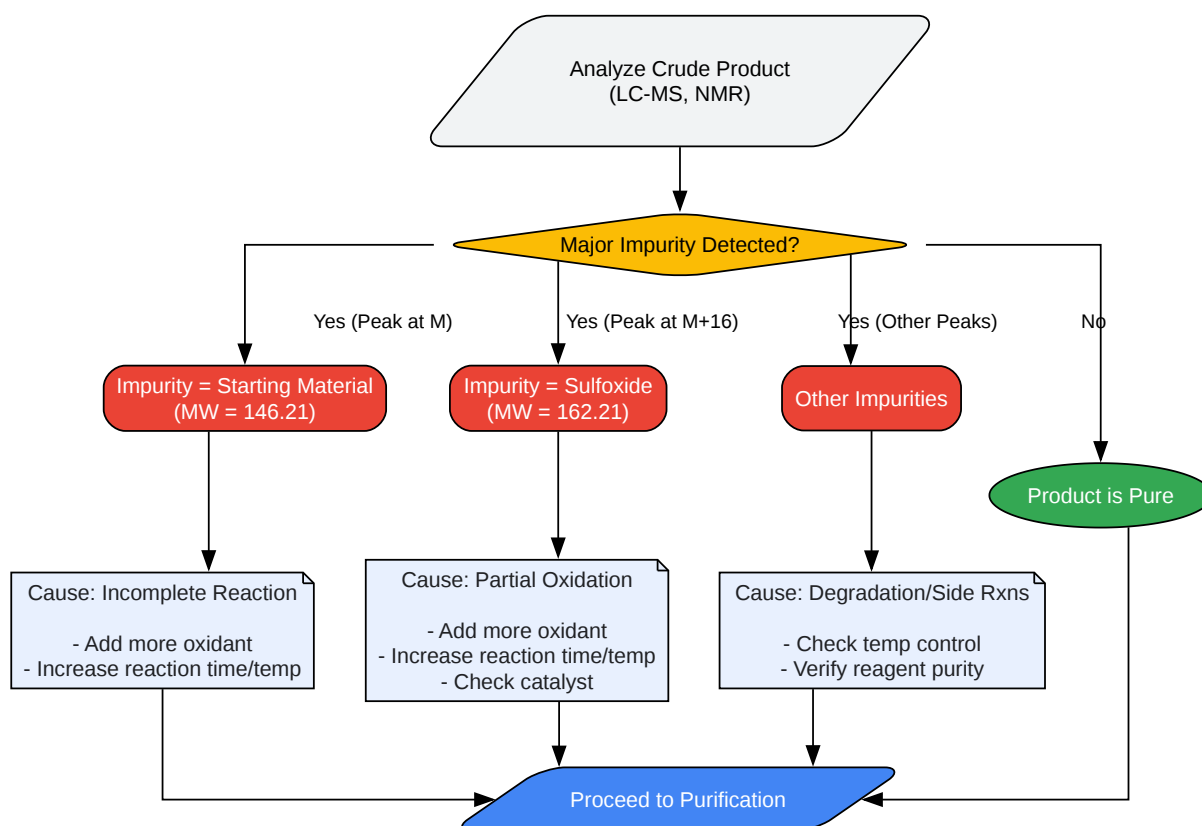 Analyze Crude Product
(LC-MS, NMR)
Major Impurity Detected?
Yes (Peak at M)
Yes (Peak at M+16)
Yes (Other Peaks)
No
Impurity = Starting Material
(MW = 146.21)
Impurity = Sulfoxide
(MW = 162.21)
Other Impurities
Product is Pure
Cause: Incomplete Reaction
- Add more oxidant
- Increase reaction time/temp
Cause: Partial Oxidation
- Add more oxidant
- Increase reaction time/temp
- Check catalyst
Cause: Degradation/Side Rxns
- Check temp control
- Verify reagent purity
Proceed to Purification